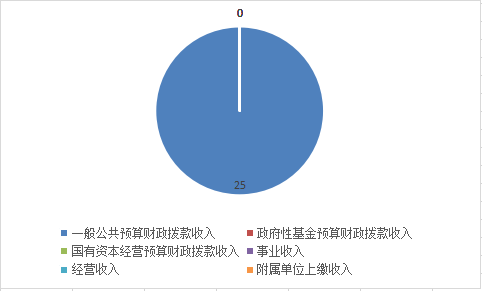 0
25
一般公共预算财政拨款收入 政府性基金预算财政拨款收入
国有资本经营预算财政拨款收入 事业收入
经营收入 附属单位上缴收入